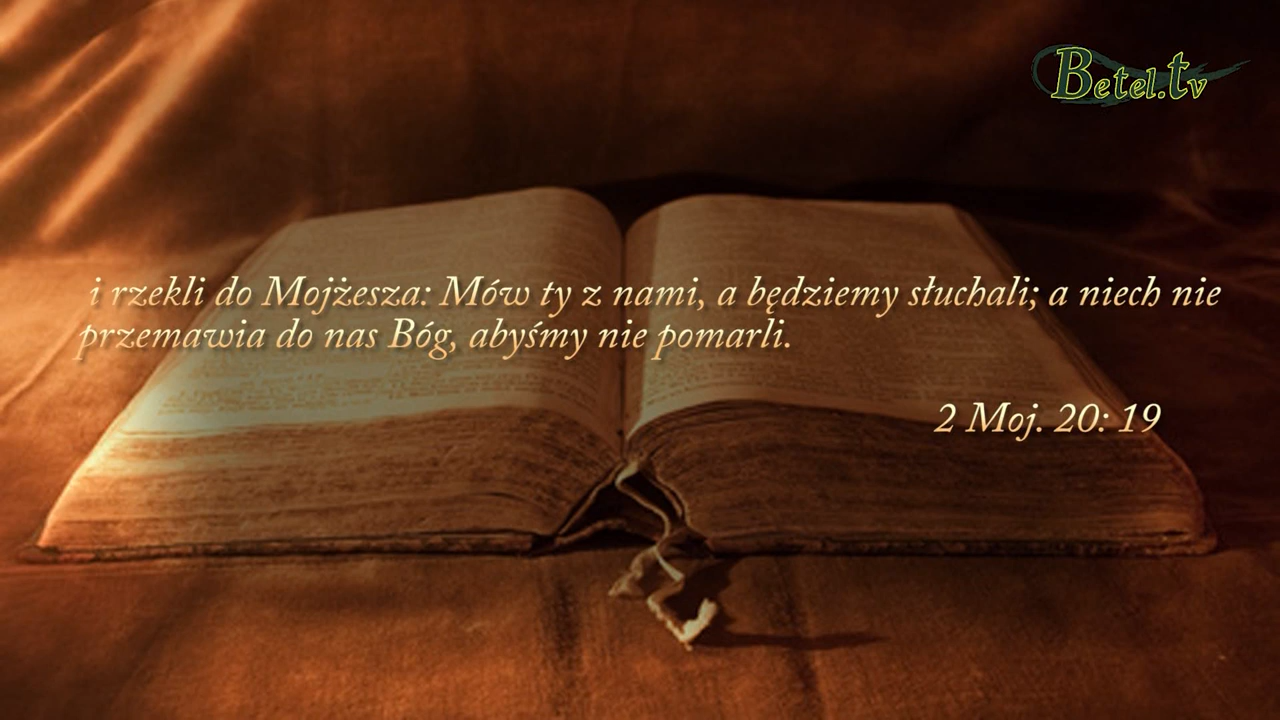 Betel.tv
i rzekli do Mojżesza: Mów ty z nami, a będziemy słuchali; a niech nie
przemawia do nas Bóg, abyśmy nie pomarli.
2 Moj. 20: 19